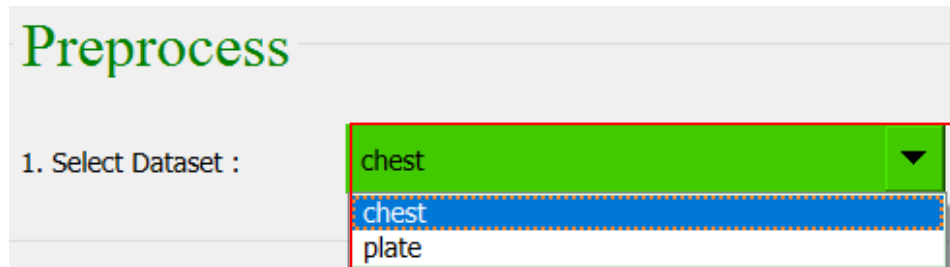 Preprocess
1. Select Dataset : chest
chest
plate